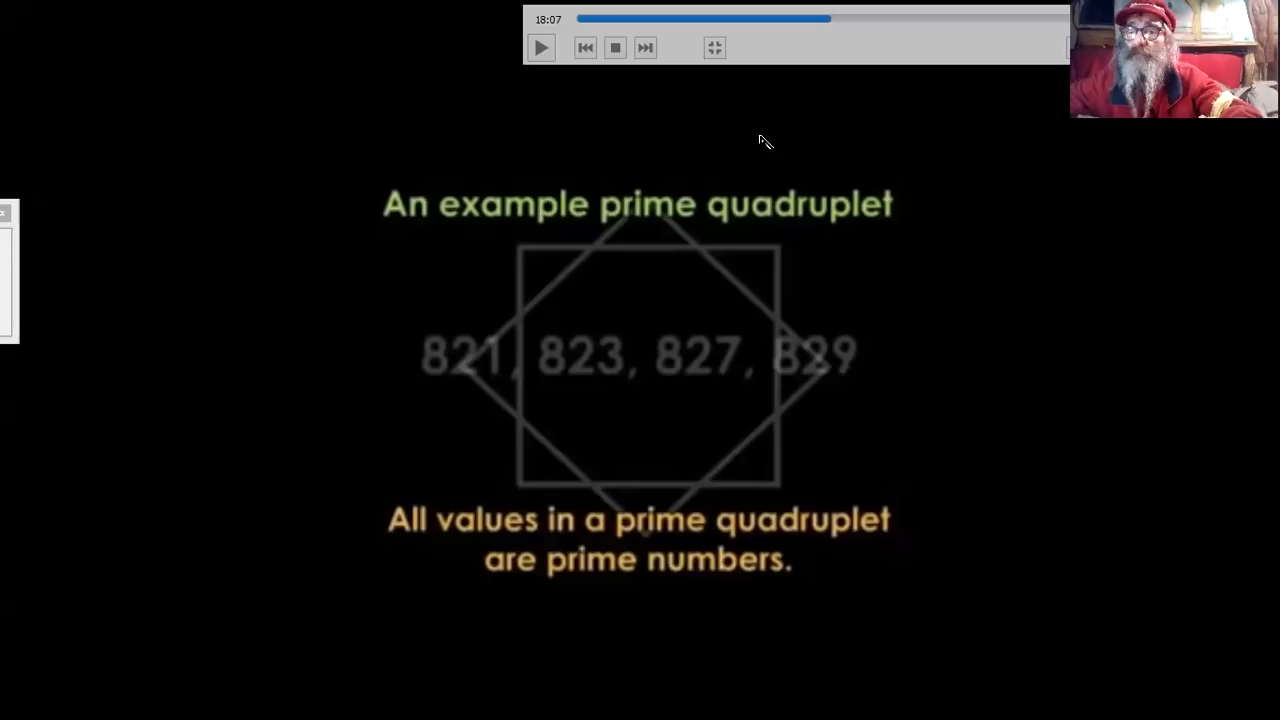 18:07
An example prime quadruplet
821, 823, 827, 829
All values in a prime quadruplet
are prime numbers.